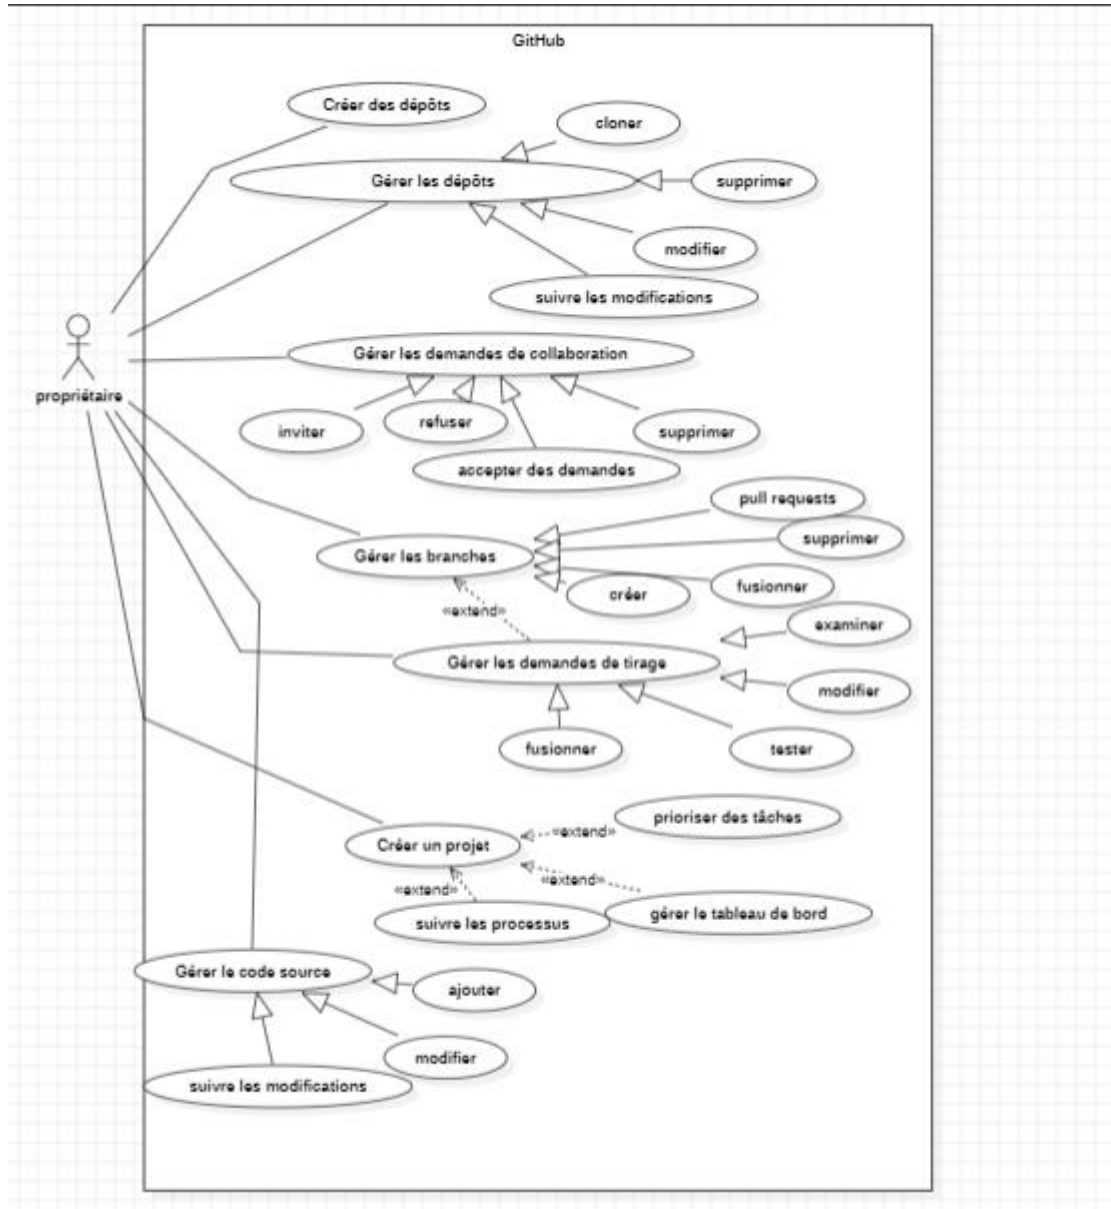 GitHub
Créer des dépôts
cloner
Gérer les dépôts
supprimer
modifier
suivre les modifications
propriétaire
Gérer les demandes de collaboration
inviter
refuser
supprimer
accepter des demandes
pull requests
supprimer
Gérer les branches
fusionner
créer
«extend»
examiner
Gérer les demandes de tirage
modifier
fusionner
tester
prioriser des tâches
«extend»
Créer un projet
«extend»
«extend»
gérer le tableau de bord
suivre les processus
Gérer le code source
ajouter
modifier
suivre les modifications